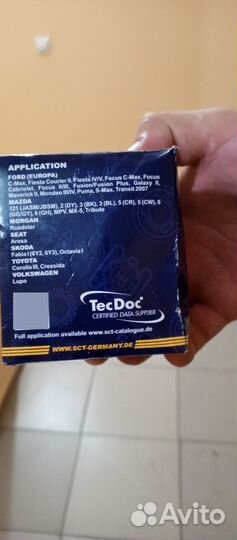 APPLICATION
FORD (EUROPA)
C-Max, Fiesta Courier II, Fiesta IV/V, Focus C-Max, Focus
Cabriolet, Focus II/III, Fusion/Fusion Plus, Galaxy II,
Maverick II, Mondeo III/IV, Puma, S-Max, Transit 2007
MAZDA
121 (JASM/JBSM), 2 (DY), 3 (BK), 3 (BL), 5 (CR), 5 (CW), 6
(GG/GY), 6 (GH), MPV, MX-5, Tribute
MORGAN
Roadster
SEAT
Arosa
SKODA
Fabia I (6Y2, 6Y3), Octavia I
TOYOTA
Corolla III, Cressida
VOLKSWAGEN
Lupo
TecDoc
CERTIFIED DATA SUPPLIER
Full application available www.sct-catalogue.de
WWW.SCT-GERMANY.DE
Avito